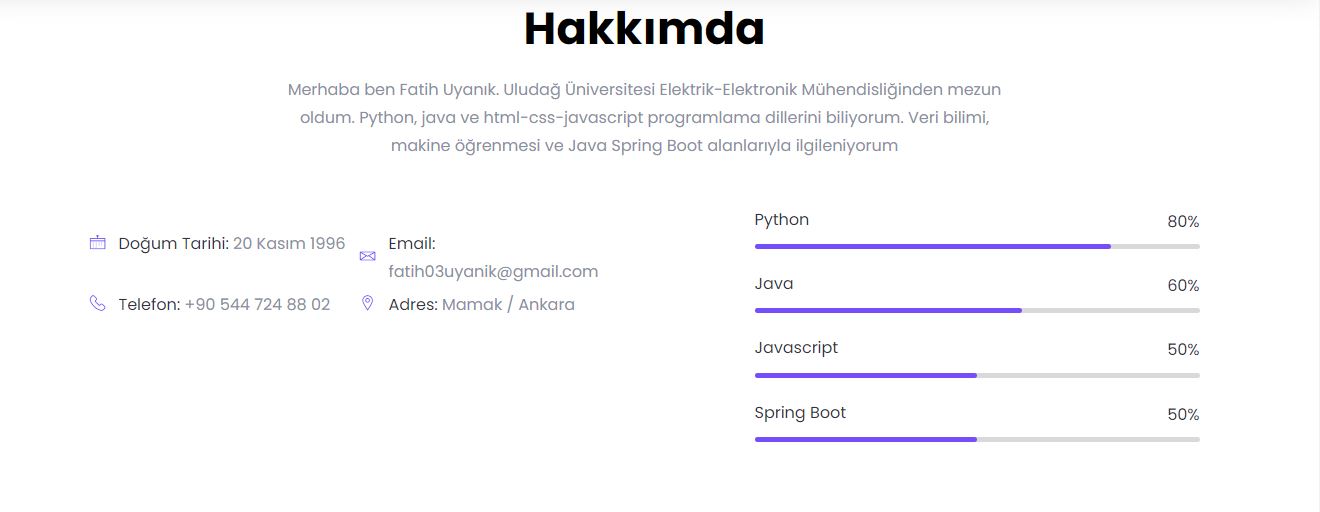 Hakkımda
Merhaba ben Fatih Uyanık. Uludağ Üniversitesi Elektrik-Elektronik Mühendisliğinden mezun
oldum. Python, java ve html-css-javascript programlama dillerini biliyorum. Veri bilimi,
makine öğrenmesi ve Java Spring Boot alanlarıyla ilgileniyorum
Doğum Tarihi: 20 Kasım 1996
Email:
fatih03uyanik@gmail.com
Telefon: +90 544 724 88 02
Adres: Mamak / Ankara
Python 80%
Java 60%
Javascript 50%
Spring Boot 50%